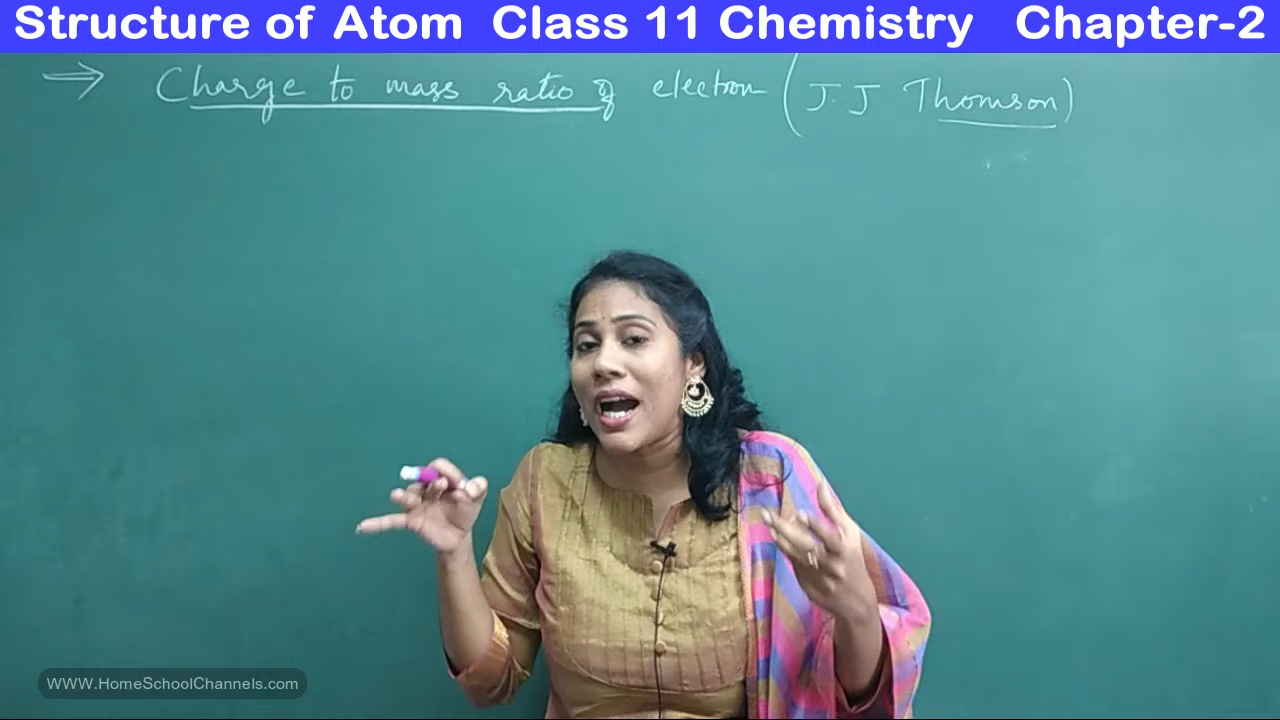 Structure of Atom Class 11 Chemistry Chapter-2
⇒ Charge to mass ratio of electron (J.J Thomson)
WWW.HomeSchoolChannels.com